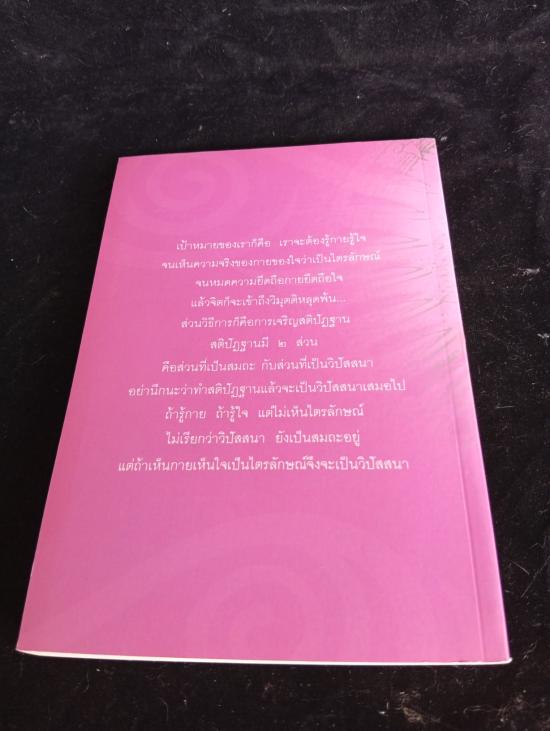 เป้าหมายของเราก็คือ เราจะต้องรู้กายรู้ใจ
จนเห็นความจริงของกายของใจว่าเป็นไตรลักษณ์
จนหมดความยึดถือกายยึดถือใจ
แล้วจิตก็จะเข้าถึงวิมุตติหลุดพ้น...
ส่วนวิธีการก็คือการเจริญสติปัฏฐาน
สติปัฏฐานมี ๒ ส่วน
คือส่วนที่เป็นสมถะ กับส่วนที่เป็นวิปัสสนา
อย่านึกนะว่าทำสติปัฏฐานแล้วจะเป็นวิปัสสนาเสมอไป
ถ้ารู้กาย ถ้ารู้ใจ แต่ไม่เห็นไตรลักษณ์
ไม่เรียกว่าวิปัสสนา ยังเป็นสมถะอยู่
แต่ถ้าเห็นกายเห็นใจเป็นไตรลักษณ์จึงจะเป็นวิปัสสนา